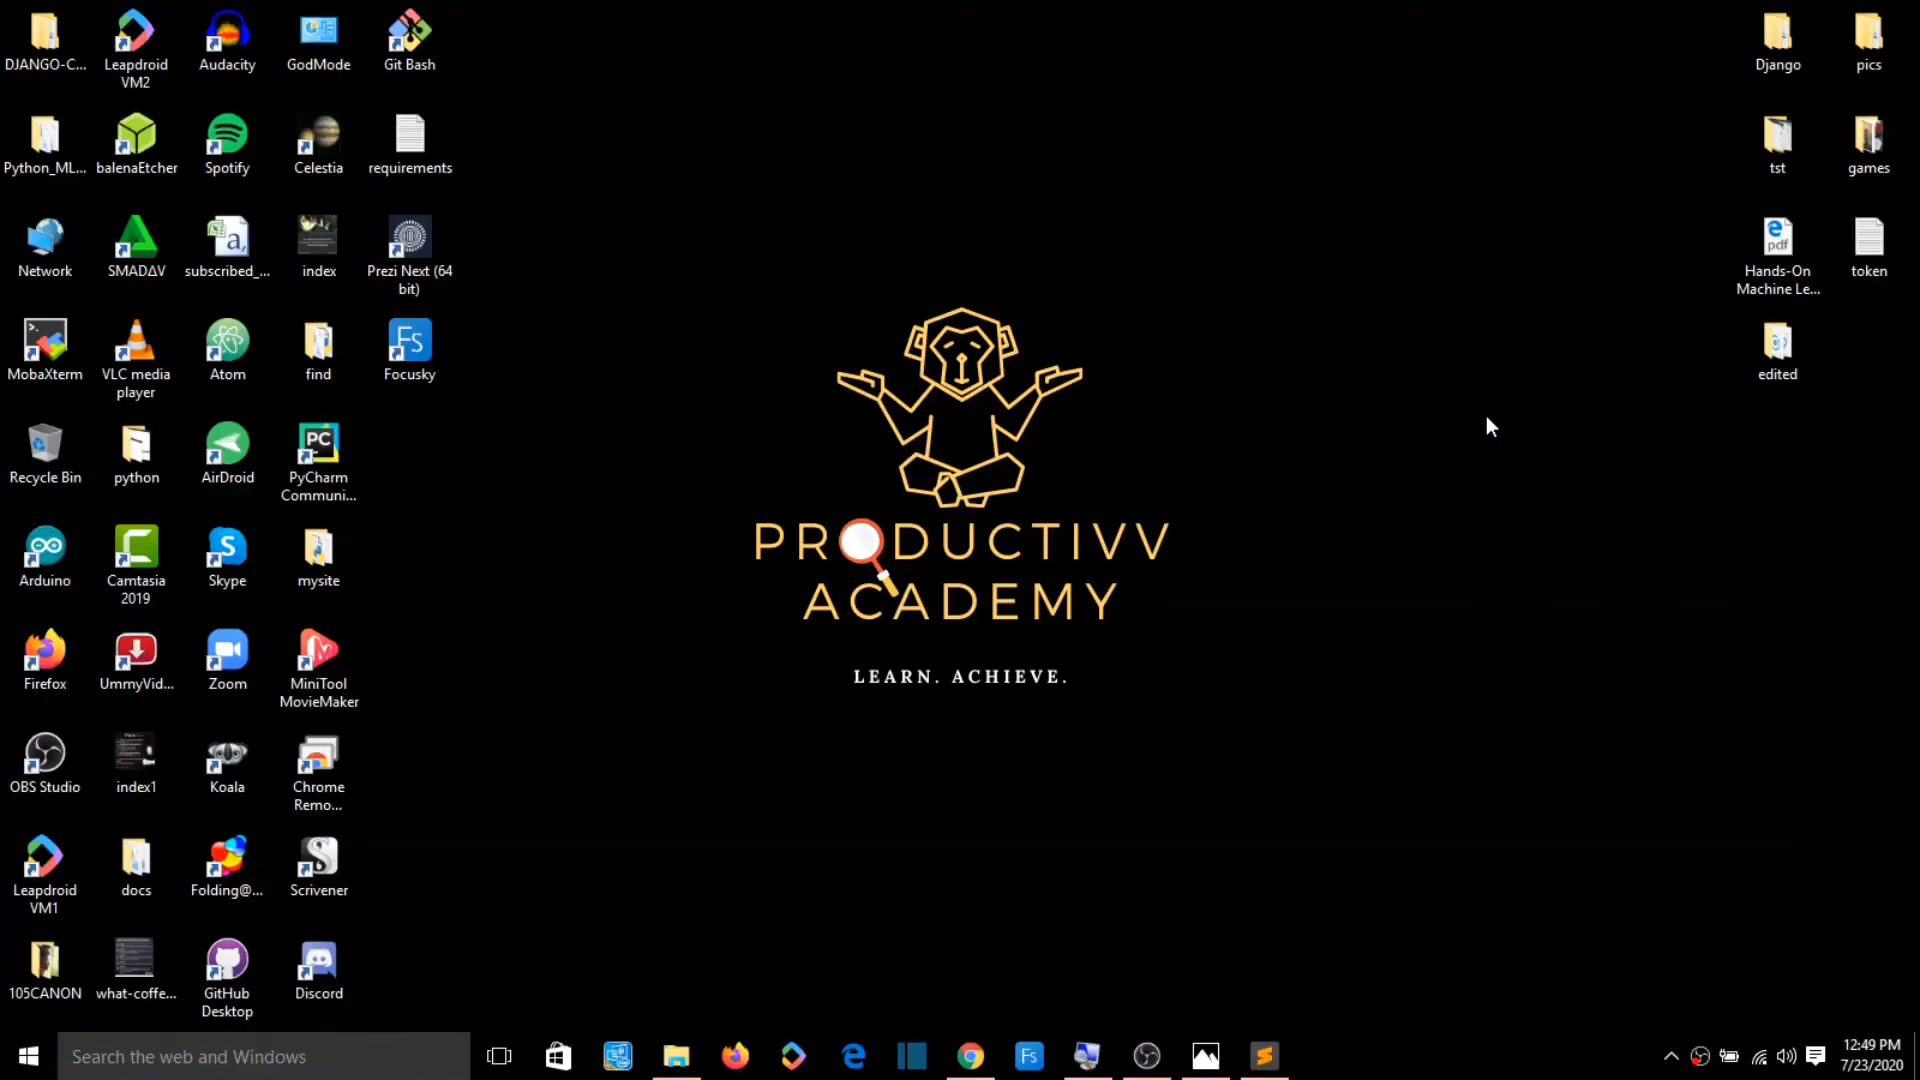 DJANGO-C...
Leapdroid
VM2
Audacity
GodMode
Git Bash
Python_ML...
balenaEtcher
Spotify
Celestia
requirements
Network
SMADΔV
subscribed_...
index
Prezi Next (64
bit)
MobaXterm
VLC media
player
Atom
find
Focusky
Recycle Bin
python
AirDroid
PyCharm
Communi...
Arduino
Camtasia
2019
Skype
mysite
Firefox
UmmyVid...
Zoom
MiniTool
MovieMaker
OBS Studio
index1
Koala
Chrome
Remo...
Leapdroid
VM1
docs
Folding@...
Scrivener
105CANON
what-coffe...
GitHub
Desktop
Discord
PRODUCTIVV
ACADEMY
LEARN. ACHIEVE.
Django
pics
tst
games
pdf
Hands-On
Machine Le...
token
edited
Search the web and Windows
Fs
12:49 PM
7/23/2020